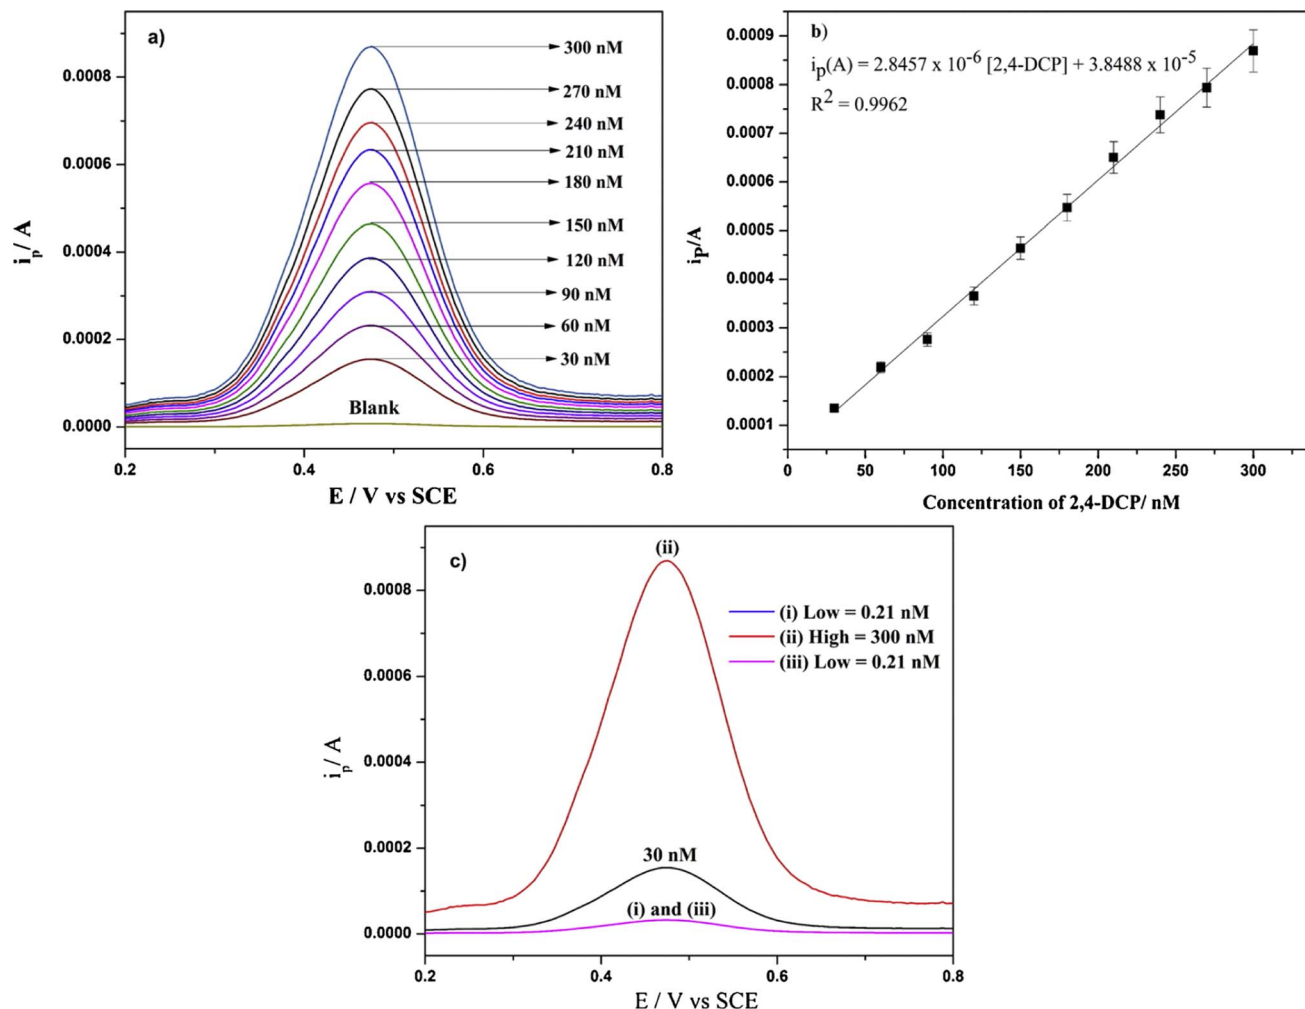 a)
300 nM
270 nM
240 nM
210 nM
180 nM
150 nM
120 nM
90 nM
60 nM
30 nM
Blank
0.0008
0.0006
0.0004
0.0002
0.0000
i_p/ A
0.2
0.4
0.6
0.8
E / V vs SCE
b)
i_p(A) = 2.8457 x 10^-6 [2,4-DCP] + 3.8488 x 10^-5
R^2 = 0.9962
0.0009
0.0008
0.0007
0.0006
0.0005
0.0004
0.0003
0.0002
0.0001
i_p/A
0
50
100
150
200
250
300
Concentration of 2,4-DCP/ nM
c)
(ii)
(i) Low = 0.21 nM
(ii) High = 300 nM
(iii) Low = 0.21 nM
30 nM
(i) and (iii)
0.0008
0.0006
0.0004
0.0002
0.0000
i_p/ A
0.2
0.4
0.6
0.8
E / V vs SCE